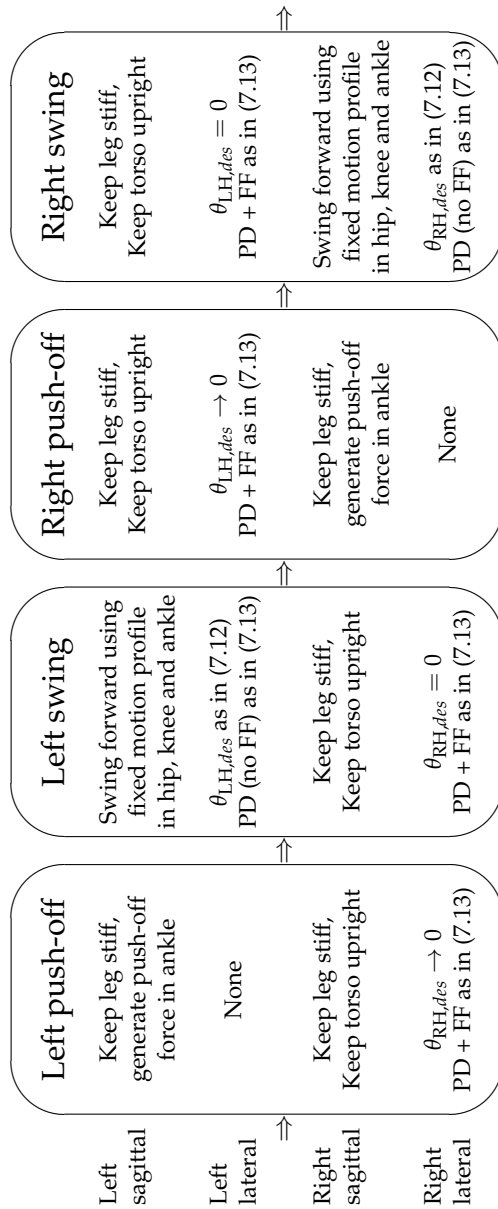 Left
sagittal
Left
lateral
Right
sagittal
Right
lateral
⇒
Left push-off
Keep leg stiff,
generate push-off
force in ankle
None
Keep leg stiff,
Keep torso upright
θRH,des → 0
PD + FF as in (7.13)
⇒
Left swing
Swing forward using
fixed motion profile
in hip, knee and ankle
θLH,des as in (7.12)
PD (no FF) as in (7.13)
Keep leg stiff,
Keep torso upright
θRH,des = 0
PD + FF as in (7.13)
⇒
Right push-off
Keep leg stiff,
Keep torso upright
θLH,des → 0
PD + FF as in (7.13)
Keep leg stiff,
generate push-off
force in ankle
None
⇒
Right swing
Keep leg stiff,
Keep torso upright
θLH,des = 0
PD + FF as in (7.13)
Swing forward using
fixed motion profile
in hip, knee and ankle
θRH,des as in (7.12)
PD (no FF) as in (7.13)
⇒